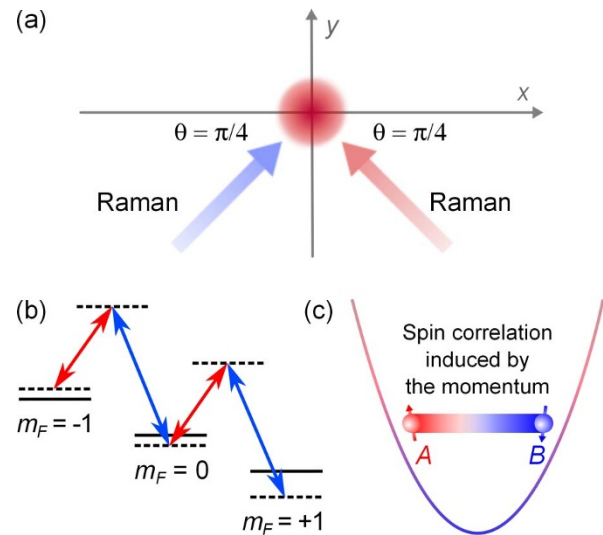 (a)
y
x
θ = π/4
θ = π/4
Raman
Raman
(b)
m_F = -1
m_F = 0
m_F = +1
(c)
Spin correlation
induced by
the momentum
A
B